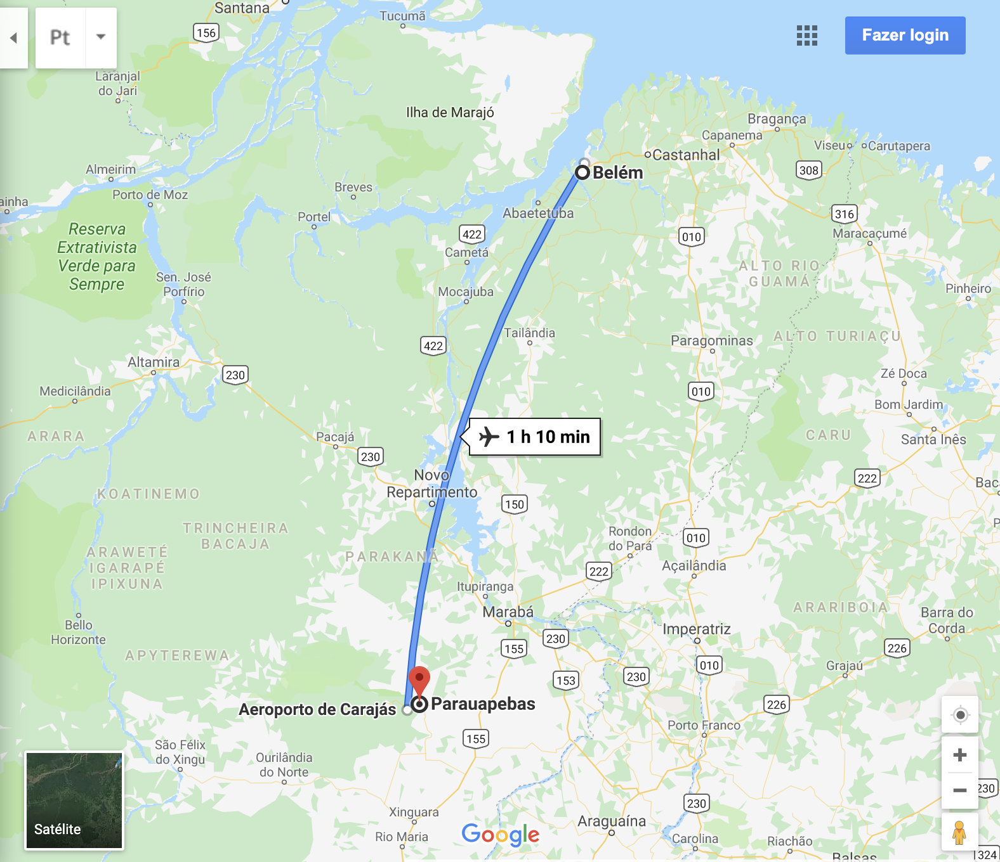 Santana
Tucumã
156
Pt
Fazer login
Laranjal
do Jari
Ilha de Marajó
Bragança
Capanema
Viseu
Carutapera
Castanhal
308
Belém
Almeirim
Porto de Moz
Breves
ainha
Abaetetuba
316
Portel
422
010
Maracaçumé
Reserva
Extrativista
Verde para
Sempre
Cametá
ALTO RIO
GUAMÁ
Sen. José
Porfírio
Mocajuba
Pinheiro
Tailândia
ALTO TURIAÇU
Paragominas
422
Altamira
230
Zé Doca
Medicilândia
010
Bom Jardim
ARARA
Pacajá
1 h 10 min
CARU
Santa Inês
230
Novo
Repartimento
222
Bac
KOATINEMO
150
TRINCHEIRA
BACAJA
Rondon
do Pará
010
P
ARAWETÉ
IGARAPÉ
IPIXUNA
PARAKANÃ
Açailândia
222
Itupiranga
Marabá
ARARIBOIA
Barra do
Corda
Bello
Horizonte
Imperatriz
230
155
226
APYTEREWA
010
Grajaú
153
230
Aeroporto de Carajás
Parauapebas
226
Porto Franco
155
São Félix
do Xingu
Ourilândia
do Norte
230
230
Xinguara
Araguaína
Satélite
Rio Maria
Google
Carolina
Riachão
Balsas
324